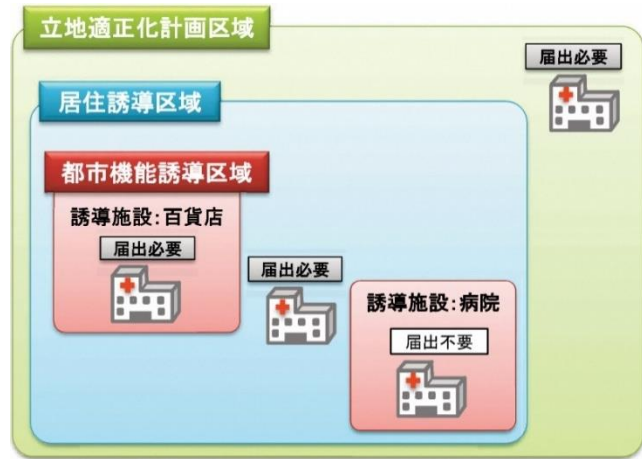 立地適正化計画区域
届出必要
居住誘導区域
都市機能誘導区域
誘導施設:百貨店
届出必要
届出必要
誘導施設:病院
届出不要